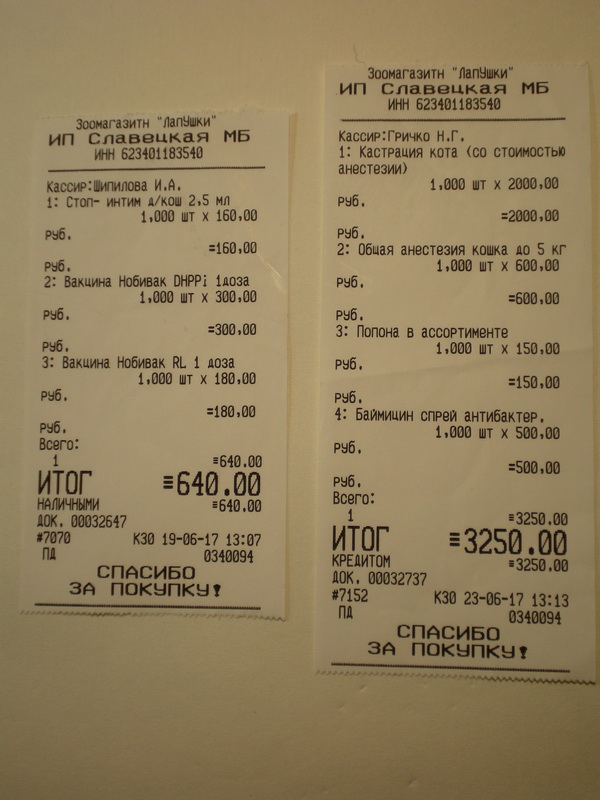 Зоомагазитн "ЛапУшки"
ИП Славецкая МБ
ИНН 623401183540
Кассир:Шипилова И.А.
1: Стоп- интим д/кош 2,5 мл
1,000 шт х 160,00
руб.
=160,00
руб.
2: Вакцина Нобивак DHPPi 1доза
1,000 шт х 300,00
руб.
=300,00
руб.
3: Вакцина Нобивак RL 1 доза
1,000 шт х 180,00
руб.
=180,00
руб.
Всего:
1 ≡640.00
ИТОГ ≡640.00
НАЛИЧНЫМИ ≡640.00
ДОК. 00032647
#7070 К30 19-06-17 13:07
ПД 0340094
СПАСИБО
ЗА ПОКУПКУ!
Зоомагазитн "ЛапУшки"
ИП Славецкая МБ
ИНН 623401183540
Кассир:Гричко Н.Г.
1: Кастрация кота (со стоимостью
анестезии)
1,000 шт х 2000,00
руб.
=2000,00
руб.
2: Общая анестезия кошка до 5 кг
1,000 шт х 600,00
руб.
=600,00
руб.
3: Попона в ассортименте
1,000 шт х 150,00
руб.
=150,00
руб.
4: Баймицин спрей антибактер.
1,000 шт х 500,00
руб.
=500,00
руб.
Всего:
1 ≡3250.00
ИТОГ ≡3250.00
КРЕДИТОМ ≡3250.00
ДОК. 00032737
#7152 К30 23-06-17 13:13
ПД 0340094
СПАСИБО
ЗА ПОКУПКУ!